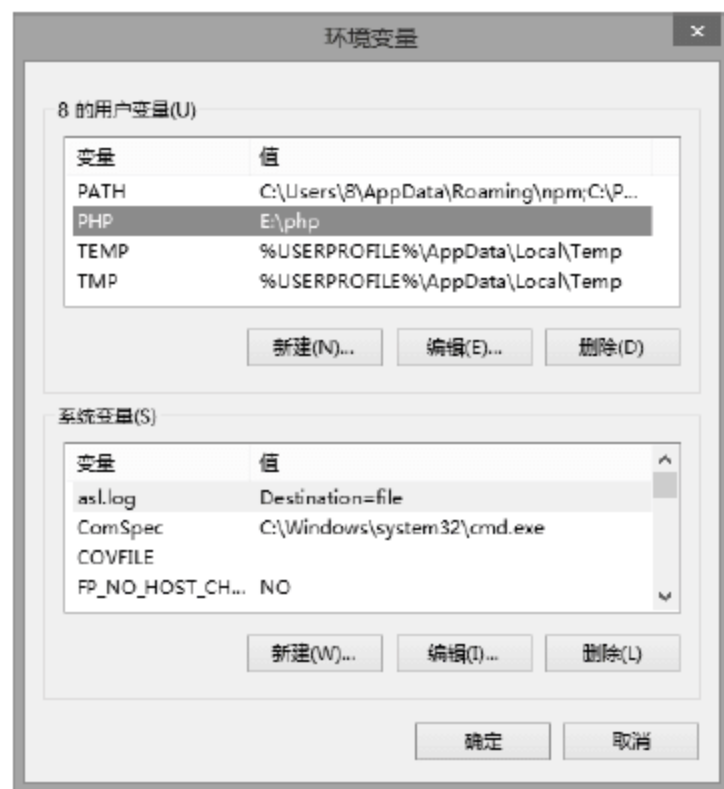 环境变量
8 的用户变量(U)
变量 值
PATH C:\Users\8\AppData\Roaming\npm;C:\P...
PHP E:\php
TEMP %USERPROFILE%\AppData\Local\Temp
TMP %USERPROFILE%\AppData\Local\Temp
新建(N)... 编辑(E)... 删除(D)
系统变量(S)
变量 值
asl.log Destination=file
ComSpec C:\Windows\system32\cmd.exe
COVFILE
FP_NO_HOST_CH... NO
新建(W)... 编辑(I)... 删除(L)
确定 取消